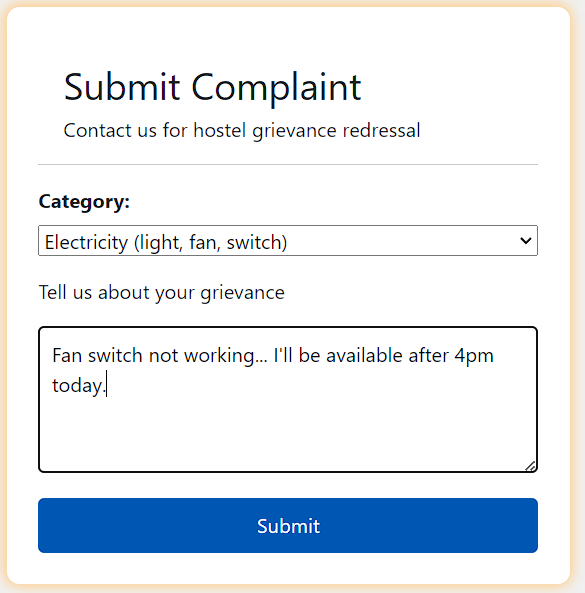 Submit Complaint
Contact us for hostel grievance redressal
Category:
Electricity (light, fan, switch)
Tell us about your grievance
Fan switch not working... I'll be available after 4pm
today.
Submit